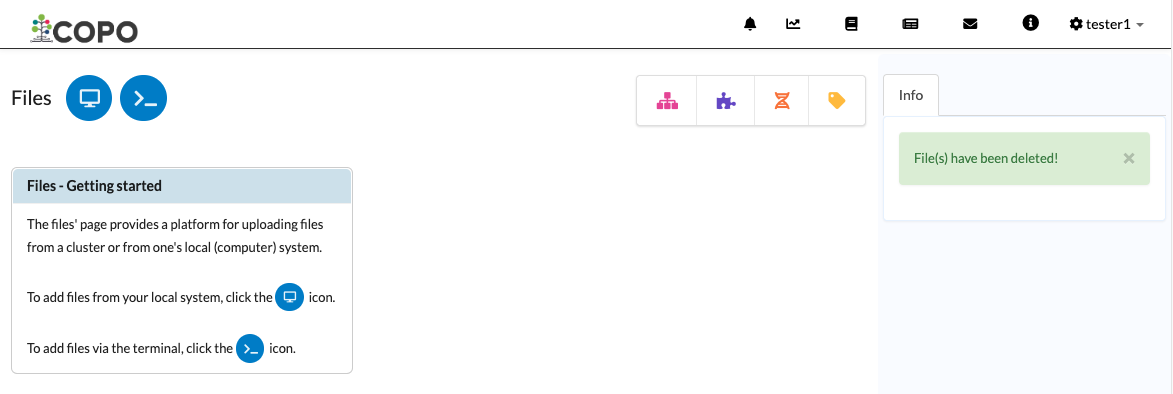 COPO
tester1
Files
Info
File(s) have been deleted!
Files - Getting started
The files' page provides a platform for uploading files
from a cluster or from one's local (computer) system.
To add files from your local system, click the icon.
To add files via the terminal, click the icon.